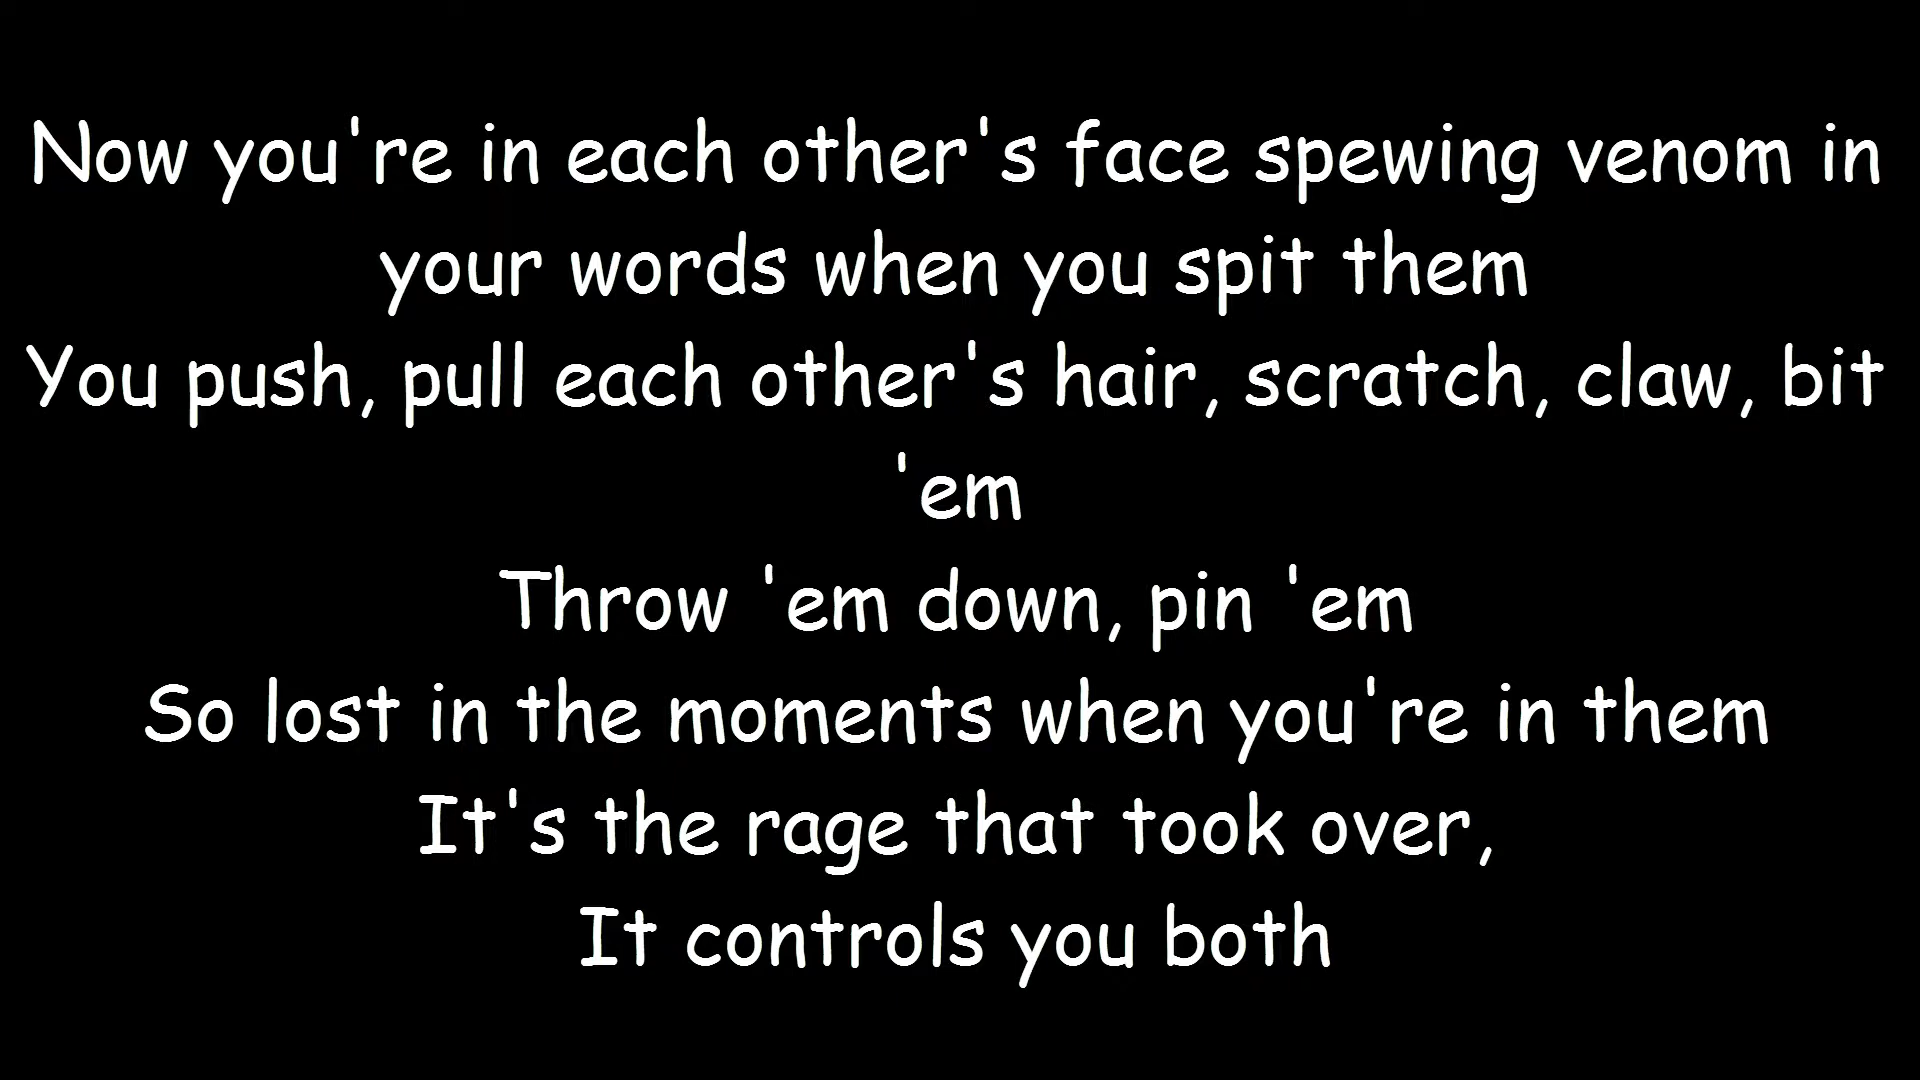 Now you're in each other's face spewing venom in
your words when you spit them
You push, pull each other's hair, scratch, claw, bit
'em
Throw 'em down, pin 'em
So lost in the moments when you're in them
It's the rage that took over,
It controls you both